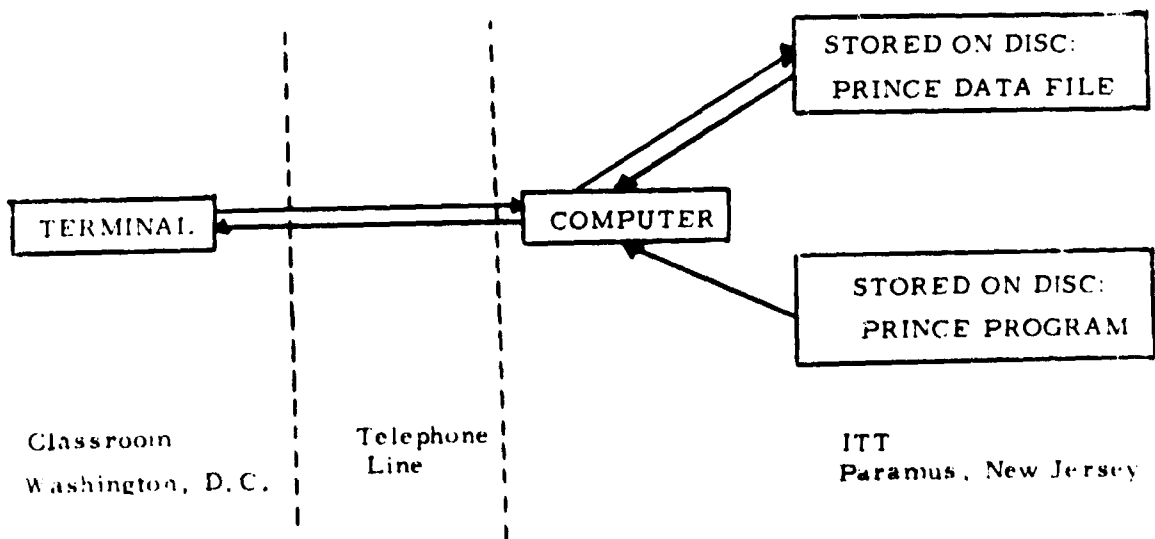 STORED ON DISC:
PRINCE DATA FILE
TERMINAL
COMPUTER
STORED ON DISC:
PRINCE PROGRAM
Classroom
Washington, D.C.
Telephone
Line
ITT
Paramus, New Jersey